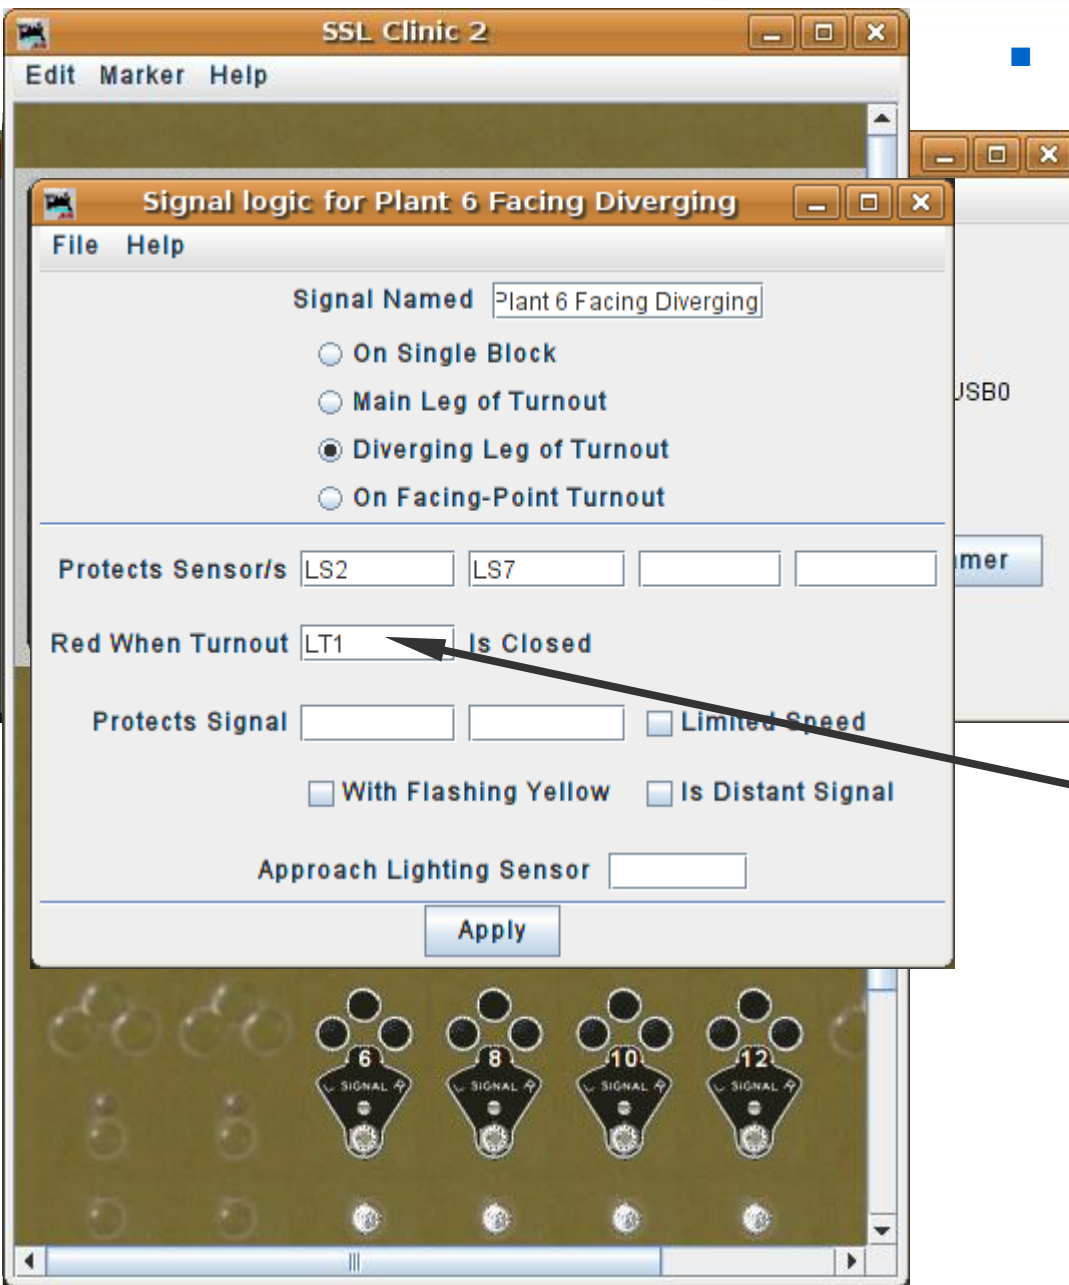 SSL Clinic 2
Edit Marker Help
Signal logic for Plant 6 Facing Diverging
File Help
Signal Named Plant 6 Facing Diverging
On Single Block
JSB0
Main Leg of Turnout
Diverging Leg of Turnout
On Facing-Point Turnout
Protects Sensor/s LS2 LS7
mer
Red When Turnout LT1 Is Closed
Protects Signal Limited Speed
With Flashing Yellow Is Distant Signal
Approach Lighting Sensor
Apply
6 8 10 12
L SIGNAL R L SIGNAL R L SIGNAL R L SIGNAL R